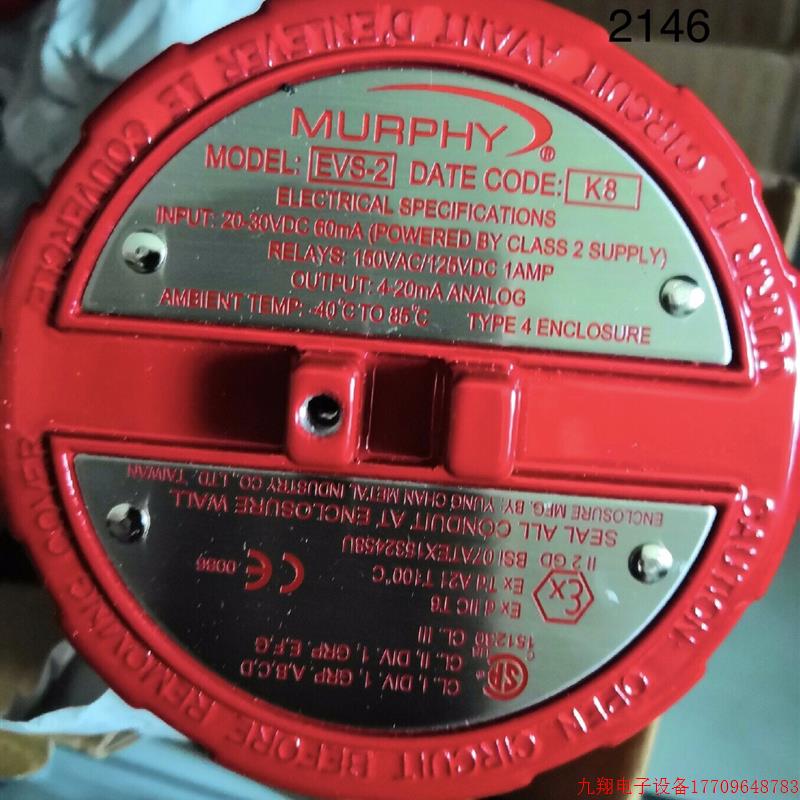 2146
OUVRIR LE CIRCUIT AVANT D'ENLEVER LE COUVERCLE
MURPHY®
MODEL: EVS-2 DATE CODE: K8
ELECTRICAL SPECIFICATIONS
INPUT: 20-30VDC 60mA (POWERED BY CLASS 2 SUPPLY)
RELAYS: 150VAC/125VDC 1AMP
OUTPUT: 4-20mA ANALOG
AMBIENT TEMP: -40°C TO 85°C TYPE 4 ENCLOSURE
CAUTION: OPEN CIRCUIT BEFORE REMOVING COVER
CL. I, DIV. 1, GRP. A,B,C,D
CL. II, DIV. 1, GRP. E,F,G
151230 CL. III
Ex d IIC T6
Ex Td A21 T100°C
II 2 GD BSI 07ATEX1532458U
CE 0086
SEAL ALL CONDUIT AT ENCLOSURE WALL
ENCLOSURE MFG. BY: YUNG CHAN METAL INDUSTRY CO., LTD. TAIWAN
九翔电子设备17709648783